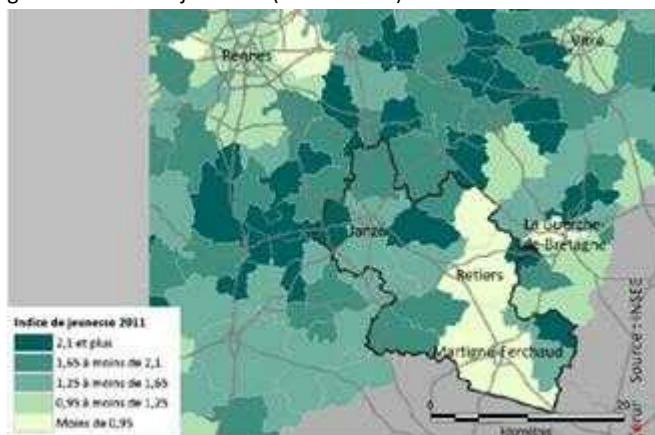 Rennes
Vitré
Janzé
La Guerche
de-Bretagne
Retiers
Martigné-Ferchaud
Indice de jeunesse 2011
2,1 et plus
1,65 à moins de 2,1
1,25 à moins de 1,65
0,95 à moins de 1,25
Moins de 0,95
0
20
kilomètres
Source : INSEE